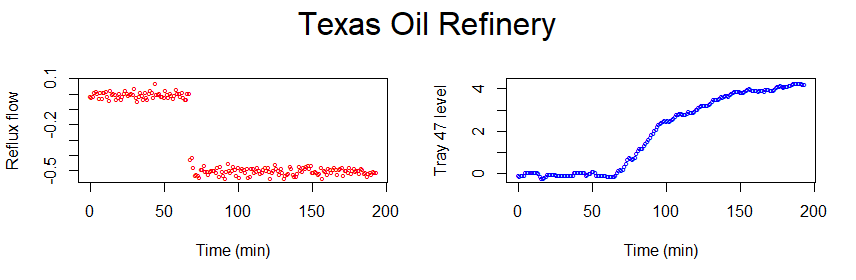 Texas Oil Refinery
Reflux flow
0.1
-0.2
-0.5
0 50 100 150 200
Time (min)
Tray 47 level
4
2
0
0 50 100 150 200
Time (min)